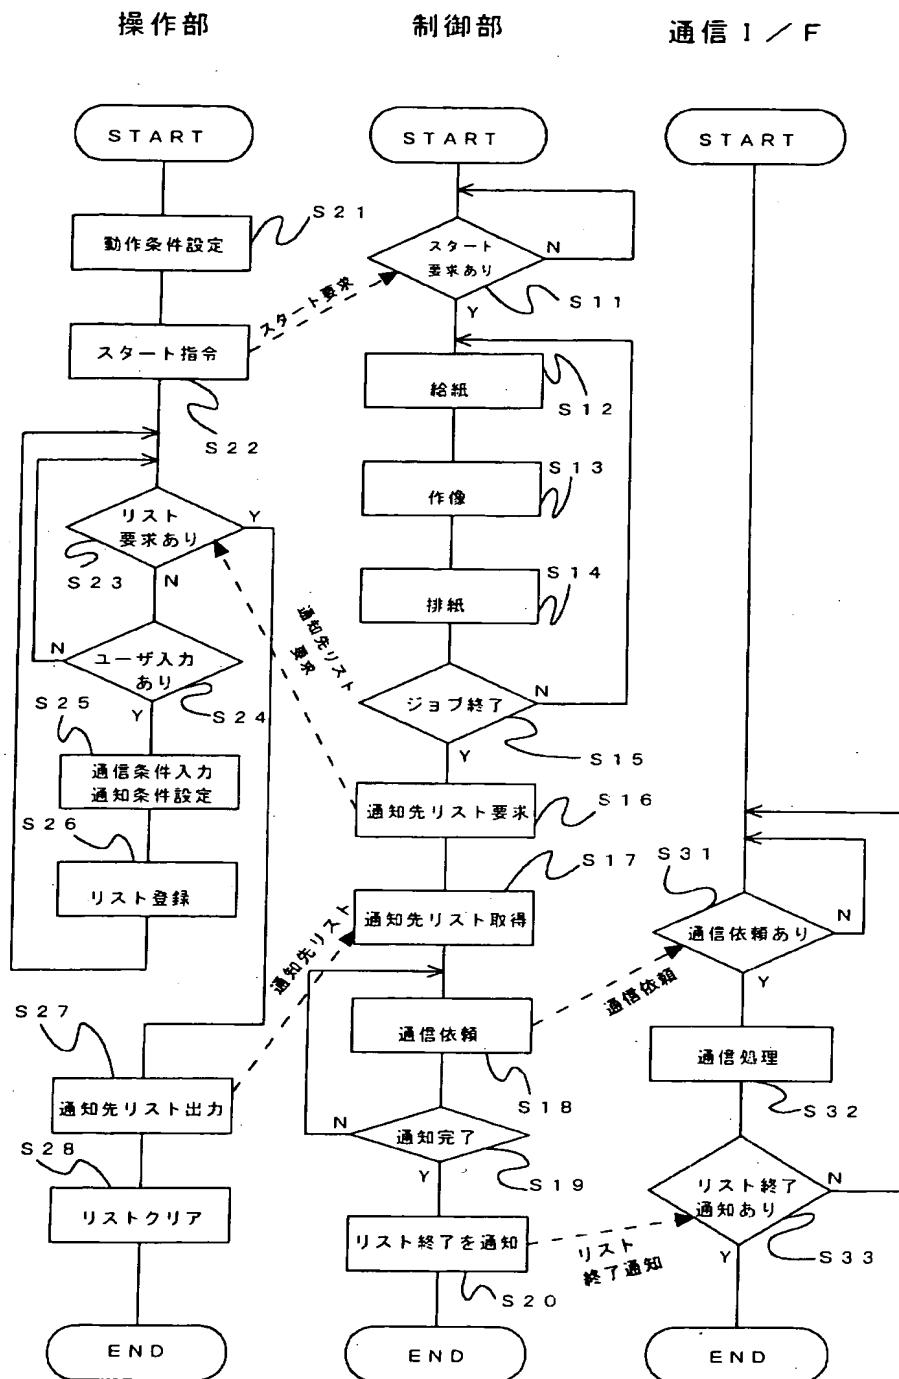 操作部
制御部
通信I／F
START
動作条件設定
S21
スタート指令
S22
スタート要求
リスト
要求あり
Y
S23
N
ユーザ入力
あり
N
S24
Y
S25
通信条件入力
通知条件設定
S26
リスト登録
S27
通知先リスト出力
S28
リストクリア
END
START
スタート
要求あり
N
S11
Y
給紙
S12
作像
S13
排紙
S14
ジョブ終了
N
S15
Y
通知先リスト要求
S16
通知先リスト
要求
S17
通知先リスト取得
通知先リスト
通信依頼
S18
通知完了
N
S19
Y
リスト終了を通知
S20
END
START
S31
通信依頼あり
N
Y
通信依頼
通信処理
S32
リスト終了
通知あり
N
S33
Y
リスト
終了通知
END